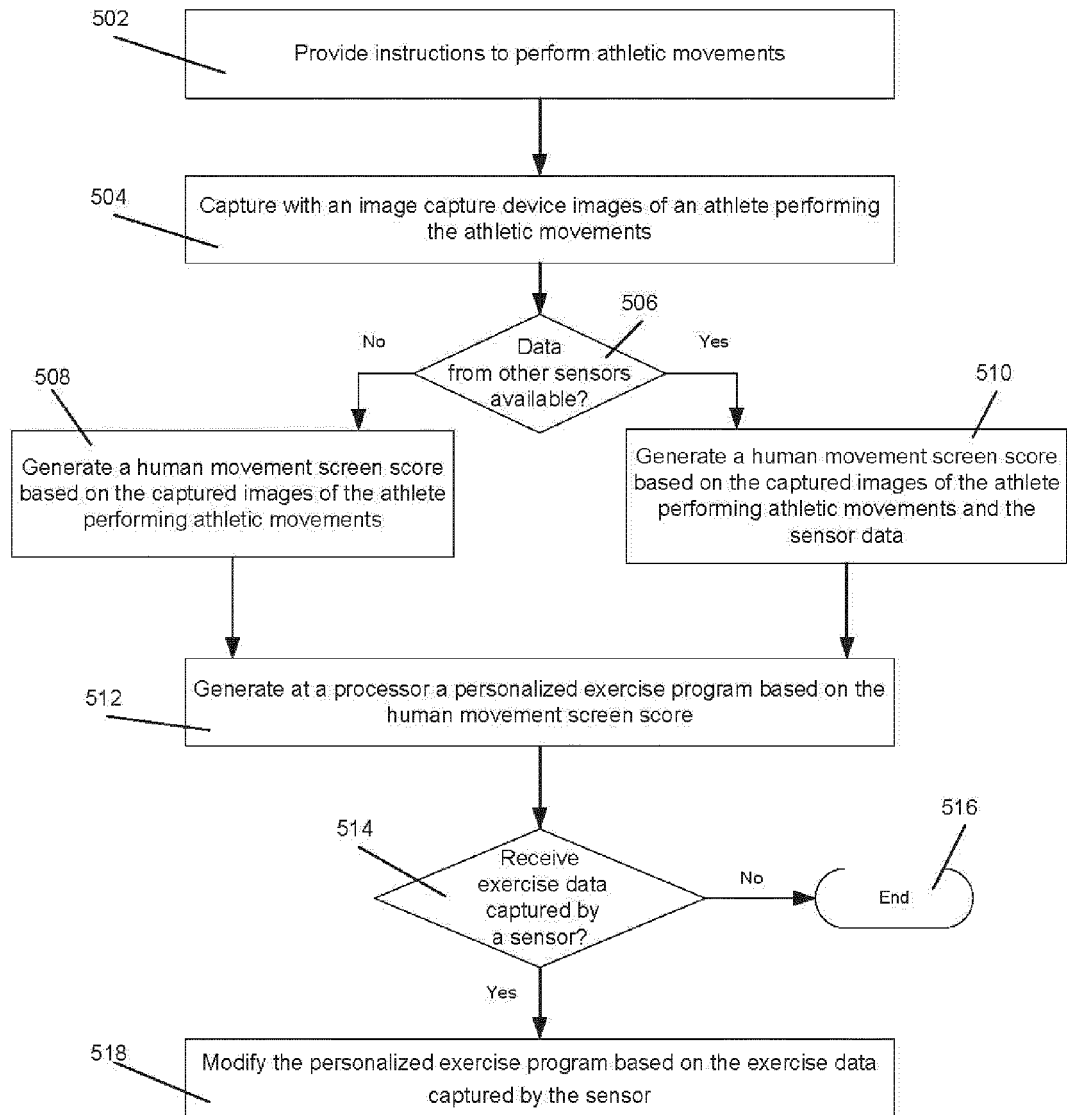 502
Provide instructions to perform athletic movements
504
Capture with an image capture device images of an athlete performing
the athletic movements
506
No
Yes
Data
from other sensors
available?
508
510
Generate a human movement screen score
based on the captured images of the athlete
performing athletic movements
Generate a human movement screen score
based on the captured images of the athlete
performing athletic movements and the
sensor data
512
Generate at a processor a personalized exercise program based on the
human movement screen score
514
516
Receive
exercise data
captured by
a sensor?
No
End
Yes
518
Modify the personalized exercise program based on the exercise data
captured by the sensor